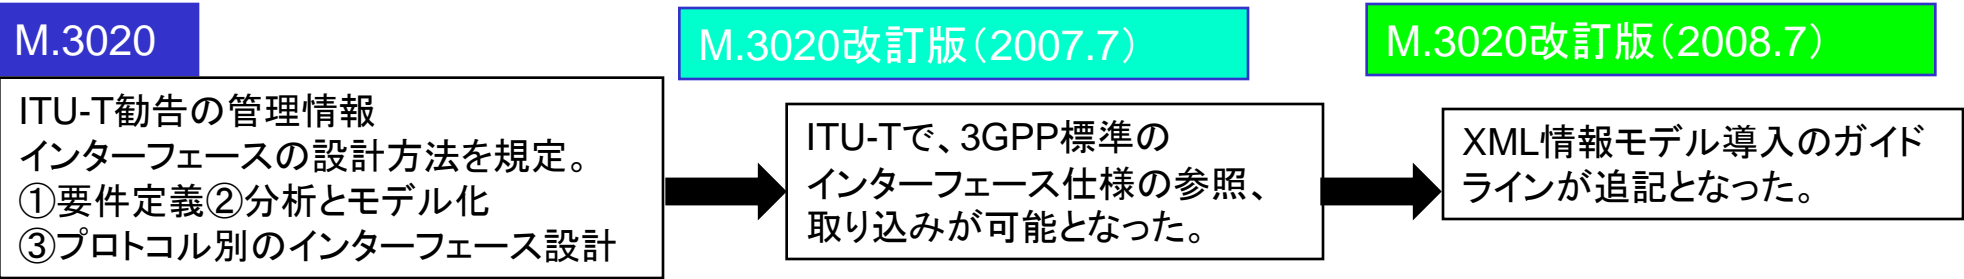 M.3020
ITU-T勧告の管理情報
インターフェースの設計方法を規定。
①要件定義②分析とモデル化
③プロトコル別のインターフェース設計
M.3020改訂版（2007.7）
ITU-Tで、3GPP標準の
インターフェース仕様の参照、
取り込みが可能となった。
M.3020改訂版（2008.7）
XML情報モデル導入のガイド
ラインが追記となった。